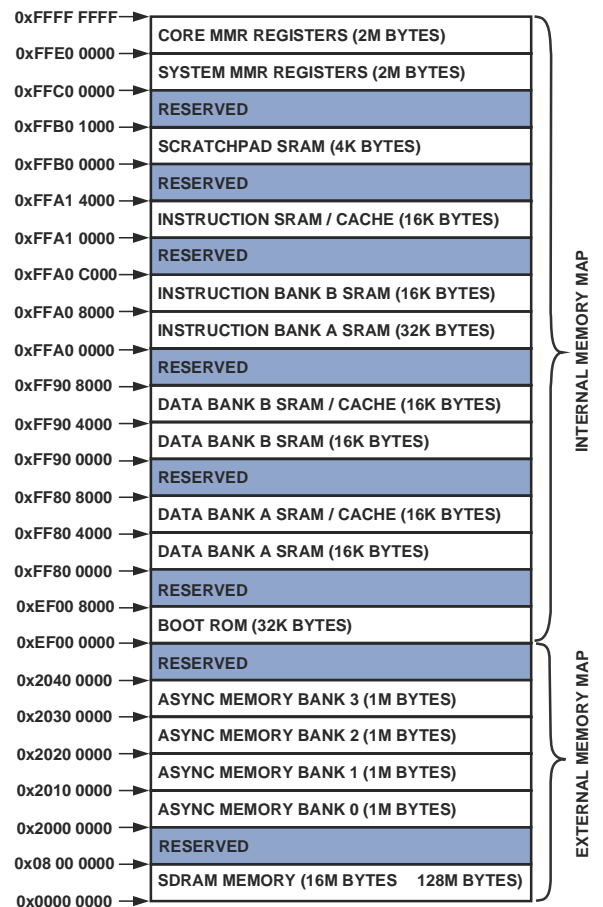 0xFFFF FFFF
CORE MMR REGISTERS (2M BYTES)
0xFFE0 0000
SYSTEM MMR REGISTERS (2M BYTES)
0xFFC0 0000
RESERVED
0xFFB0 1000
SCRATCHPAD SRAM (4K BYTES)
0xFFB0 0000
RESERVED
0xFFA1 4000
INSTRUCTION SRAM / CACHE (16K BYTES)
0xFFA1 0000
RESERVED
0xFFA0 C000
INSTRUCTION BANK B SRAM (16K BYTES)
0xFFA0 8000
INSTRUCTION BANK A SRAM (32K BYTES)
0xFFA0 0000
RESERVED
0xFF90 8000
DATA BANK B SRAM / CACHE (16K BYTES)
0xFF90 4000
DATA BANK B SRAM (16K BYTES)
0xFF90 0000
RESERVED
0xFF80 8000
DATA BANK A SRAM / CACHE (16K BYTES)
0xFF80 4000
DATA BANK A SRAM (16K BYTES)
0xFF80 0000
RESERVED
0xEF00 8000
BOOT ROM (32K BYTES)
0xEF00 0000
RESERVED
0x2040 0000
ASYNC MEMORY BANK 3 (1M BYTES)
0x2030 0000
ASYNC MEMORY BANK 2 (1M BYTES)
0x2020 0000
ASYNC MEMORY BANK 1 (1M BYTES)
0x2010 0000
ASYNC MEMORY BANK 0 (1M BYTES)
0x2000 0000
RESERVED
0x08 00 0000
SDRAM MEMORY (16M BYTES 128M BYTES)
0x0000 0000
INTERNAL MEMORY MAP
EXTERNAL MEMORY MAP